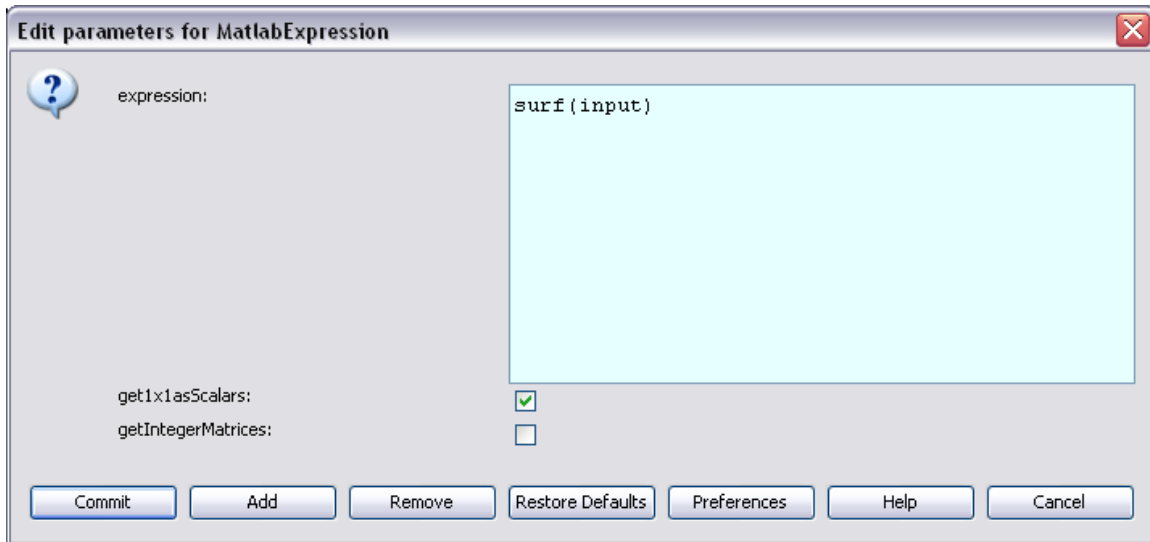 Edit parameters for MatlabExpression
?
expression:
surf(input)
get1x1asScalars:
getIntegerMatrices:
Commit Add Remove Restore Defaults Preferences Help Cancel